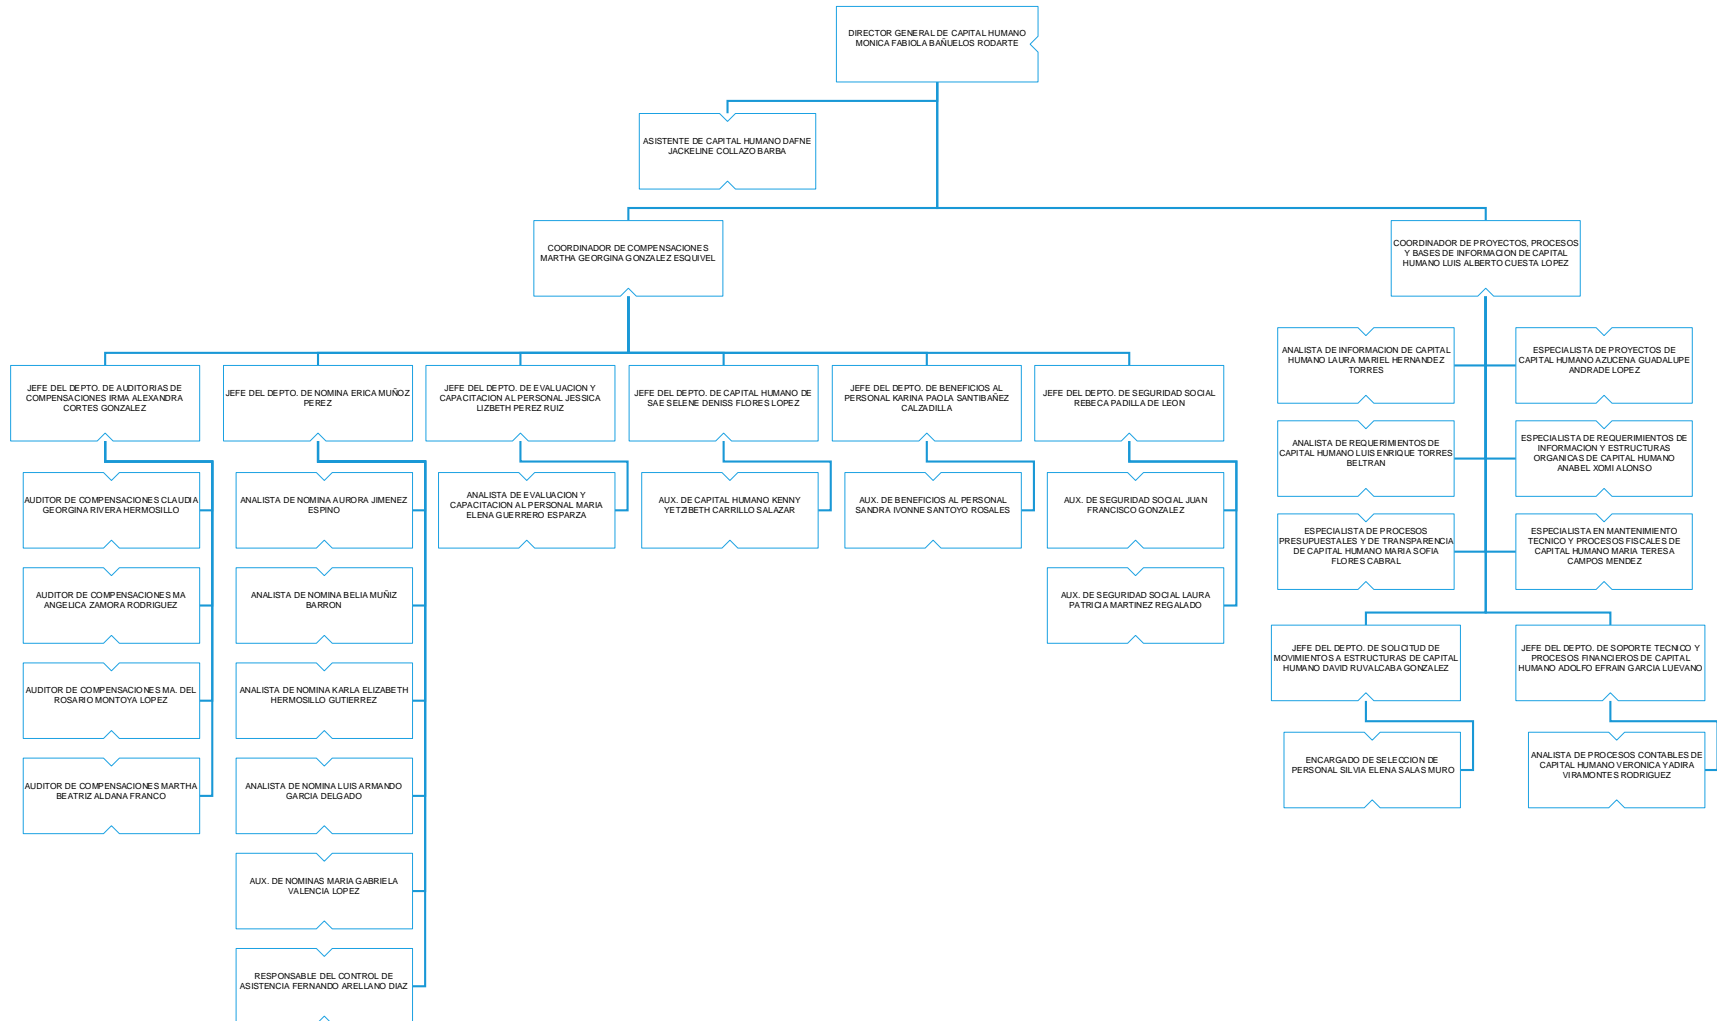 DIRECTOR GENERAL DE CAPITAL HUMANO
MONICA FABIOLA BAÑUELOS RODARTE
ASISTENTE DE CAPITAL HUMANO DAFNE
JACKELINE COLLAZO BARBA
COORDINADOR DE COMPENSACIONES
MARTHA GEORGINA GONZALEZ ESQUIVEL
COORDINADOR DE PROYECTOS, PROCESOS
Y BASES DE INFORMACION DE CAPITAL
HUMANO LUIS ALBERTO CUESTA LOPEZ
JEFE DEL DEPTO. DE AUDITORIAS DE
COMPENSACIONES IRMA ALEXANDRA
CORTES GONZALEZ
JEFE DEL DEPTO. DE NOMINA ERICA MUÑOZ
PEREZ
JEFE DEL DEPTO. DE EVALUACION Y
CAPACITACION AL PERSONAL JESSICA
LIZBETH PEREZ RUIZ
JEFE DEL DEPTO. DE CAPITAL HUMANO DE
SAE SELENE DENISS FLORES LOPEZ
JEFE DEL DEPTO. DE BENEFICIOS AL
PERSONAL KARINA PAOLA SANTIBAÑEZ
CALZADILLA
JEFE DEL DEPTO. DE SEGURIDAD SOCIAL
REBECA PADILLA DE LEON
AUDITOR DE COMPENSACIONES CLAUDIA
GEORGINA RIVERA HERMOSILLO
AUDITOR DE COMPENSACIONES MA
ANGELICA ZAMORA RODRIGUEZ
AUDITOR DE COMPENSACIONES MA. DEL
ROSARIO MONTOYA LOPEZ
AUDITOR DE COMPENSACIONES MARTHA
BEATRIZ ALDANA FRANCO
ANALISTA DE NOMINA AURORA JIMENEZ
ESPINO
ANALISTA DE NOMINA BELIA MUÑIZ
BARRON
ANALISTA DE NOMINA KARLA ELIZABETH
HERMOSILLO GUTIERREZ
ANALISTA DE NOMINA LUIS ARMANDO
GARCIA DELGADO
AUX. DE NOMINAS MARIA GABRIELA
VALENCIA LOPEZ
RESPONSABLE DEL CONTROL DE
ASISTENCIA FERNANDO ARELLANO DIAZ
ANALISTA DE EVALUACION Y
CAPACITACION AL PERSONAL MARIA
ELENA GUERRERO ESPARZA
AUX. DE CAPITAL HUMANO KENNY
YETZIBETH CARRILLO SALAZAR
AUX. DE BENEFICIOS AL PERSONAL
SANDRA IVONNE SANTOYO ROSALES
AUX. DE SEGURIDAD SOCIAL JUAN
FRANCISCO GONZALEZ
AUX. DE SEGURIDAD SOCIAL LAURA
PATRICIA MARTINEZ REGALADO
ANALISTA DE INFORMACION DE CAPITAL
HUMANO LAURA MARIEL HERNANDEZ
TORRES
ESPECIALISTA DE PROYECTOS DE
CAPITAL HUMANO AZUCENA GUADALUPE
ANDRADE LOPEZ
ANALISTA DE REQUERIMIENTOS DE
CAPITAL HUMANO LUIS ENRIQUE TORRES
BELTRAN
ESPECIALISTA DE REQUERIMIENTOS DE
INFORMACION Y ESTRUCTURAS
ORGANICAS DE CAPITAL HUMANO
ANABEL XOMI ALONSO
ESPECIALISTA DE PROCESOS
PRESUPUESTALES Y DE TRANSPARENCIA
DE CAPITAL HUMANO MARIA SOFIA
FLORES CABRAL
ESPECIALISTA EN MANTENIMIENTO
TECNICO Y PROCESOS FISCALES DE
CAPITAL HUMANO MARIA TERESA
CAMPOS MENDEZ
JEFE DEL DEPTO. DE SOLICITUD DE
MOVIMIENTOS A ESTRUCTURAS DE CAPITAL
HUMANO DAVID RUVALCABA GONZALEZ
JEFE DEL DEPTO. DE SOPORTE TECNICO Y
PROCESOS FINANCIEROS DE CAPITAL
HUMANO ADOLFO EFRAIN GARCIA LUEVANO
ENCARGADO DE SELECCION DE
PERSONAL SILVIA ELENA SALAS MURO
ANALISTA DE PROCESOS CONTABLES DE
CAPITAL HUMANO VERONICA YADIRA
VIRAMONTES RODRIGUEZ